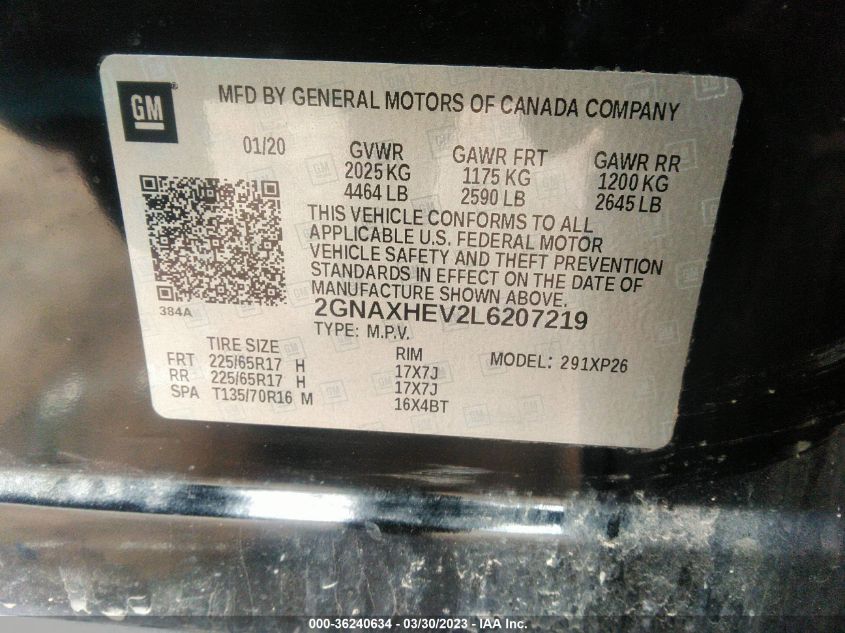 GM®
MFD BY GENERAL MOTORS OF CANADA COMPANY
01/20
GVWR GAWR FRT GAWR RR
2025 KG 1175 KG 1200 KG
4464 LB 2590 LB 2645 LB
THIS VEHICLE CONFORMS TO ALL
APPLICABLE U.S. FEDERAL MOTOR
VEHICLE SAFETY AND THEFT PREVENTION
STANDARDS IN EFFECT ON THE DATE OF
MANUFACTURE SHOWN ABOVE.
384A
2GNAXHEV2L6207219
TYPE: M.P.V.
TIRE SIZE RIM MODEL: 291XP26
FRT 225/65R17 H 17X7J
RR 225/65R17 H 17X7J
SPA T135/70R16 M 16X4BT
000-36240634 - 03/30/2023 - IAA Inc.